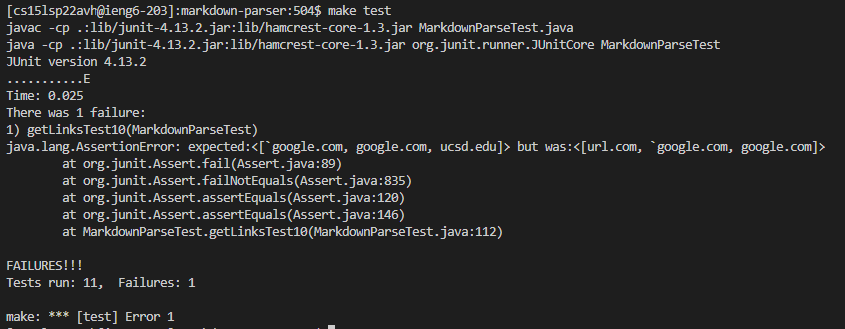 [cs15lsp22avh@ieng6-203]:markdown-parser:504$ make test
javac -cp .:lib/junit-4.13.2.jar:lib/hamcrest-core-1.3.jar MarkdownParseTest.java
java -cp .:lib/junit-4.13.2.jar:lib/hamcrest-core-1.3.jar org.junit.runner.JUnitCore MarkdownParseTest
JUnit version 4.13.2
...........E
Time: 0.025
There was 1 failure:
1) getLinksTest10(MarkdownParseTest)
java.lang.AssertionError: expected:<[`google.com, google.com, ucsd.edu]> but was:<[url.com, `google.com, google.com]>
        at org.junit.Assert.fail(Assert.java:89)
        at org.junit.Assert.failNotEquals(Assert.java:835)
        at org.junit.Assert.assertEquals(Assert.java:120)
        at org.junit.Assert.assertEquals(Assert.java:146)
        at MarkdownParseTest.getLinksTest10(MarkdownParseTest.java:112)
FAILURES!!!
Tests run: 11,  Failures: 1
make: *** [test] Error 1